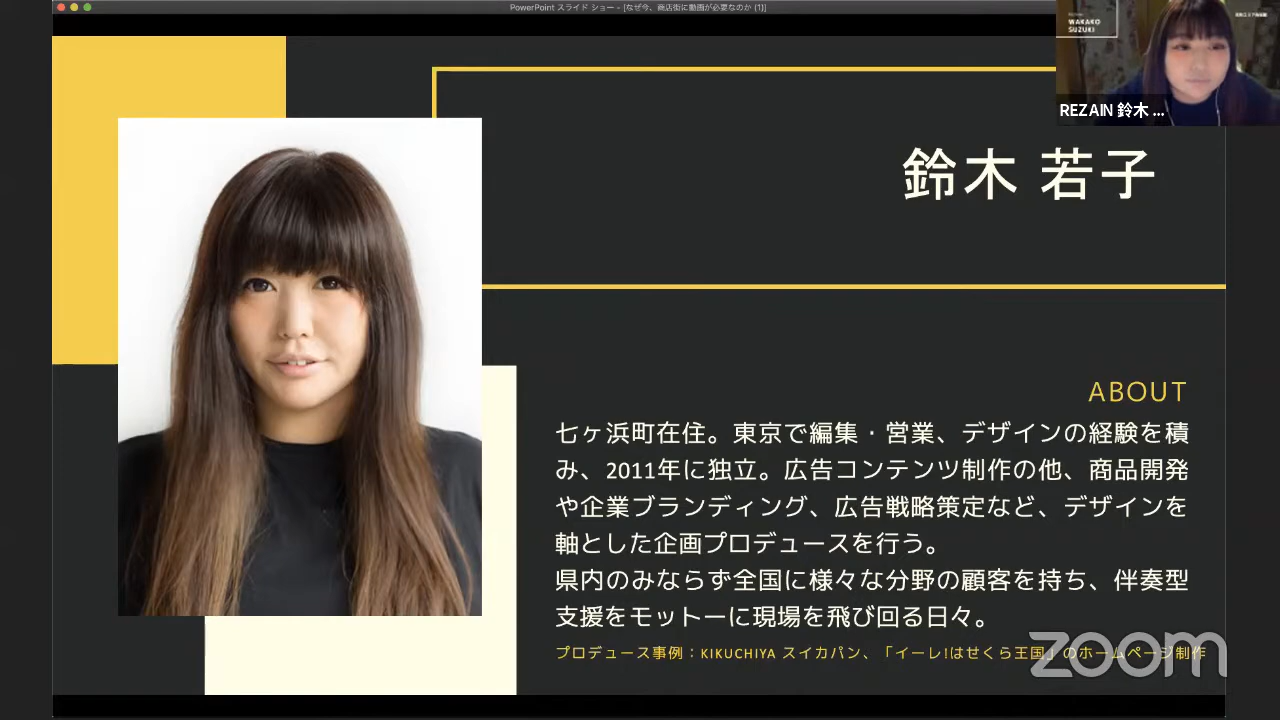 PowerPoint スライド ショー - [なぜ今、商店街に動画が必要なのか (1)]
WAKAKO
SUZUKI
REZAIN 鈴木 ...
鈴木 若子
ABOUT
七ヶ浜町在住。東京で編集・営業、デザインの経験を積
み、2011年に独立。広告コンテンツ制作の他、商品開発
や企業ブランディング、広告戦略策定など、デザインを
軸とした企画プロデュースを行う。
県内のみならず全国に様々な分野の顧客を持ち、伴奏型
支援をモットーに現場を飛び回る日々。
プロデュース事例：KIKUCHIYA スイカパン、「イーレ!はせくら王国」のホームページ制作
zoom